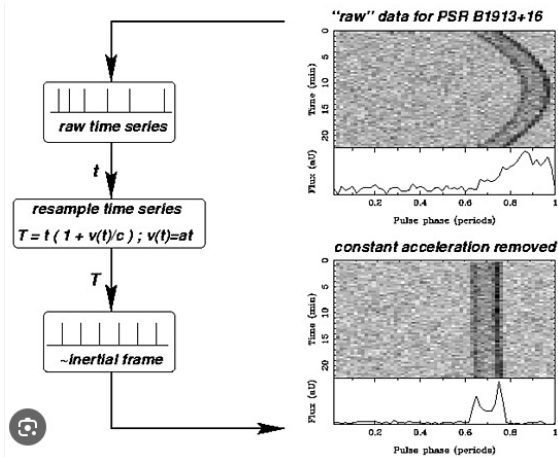 raw time series
t
resample time series
T = t ( 1 + v(t)/c ) ; v(t)=at
T
~inertial frame
"raw" data for PSR B1913+16
Time (min)
0
5
10
15
20
Flux (aU)
0.2
0.4
0.6
0.8
1
Pulse phase (periods)
constant acceleration removed
Time (min)
0
5
10
15
20
Flux (aU)
0.2
0.4
0.6
0.8
1
Pulse phase (periods)